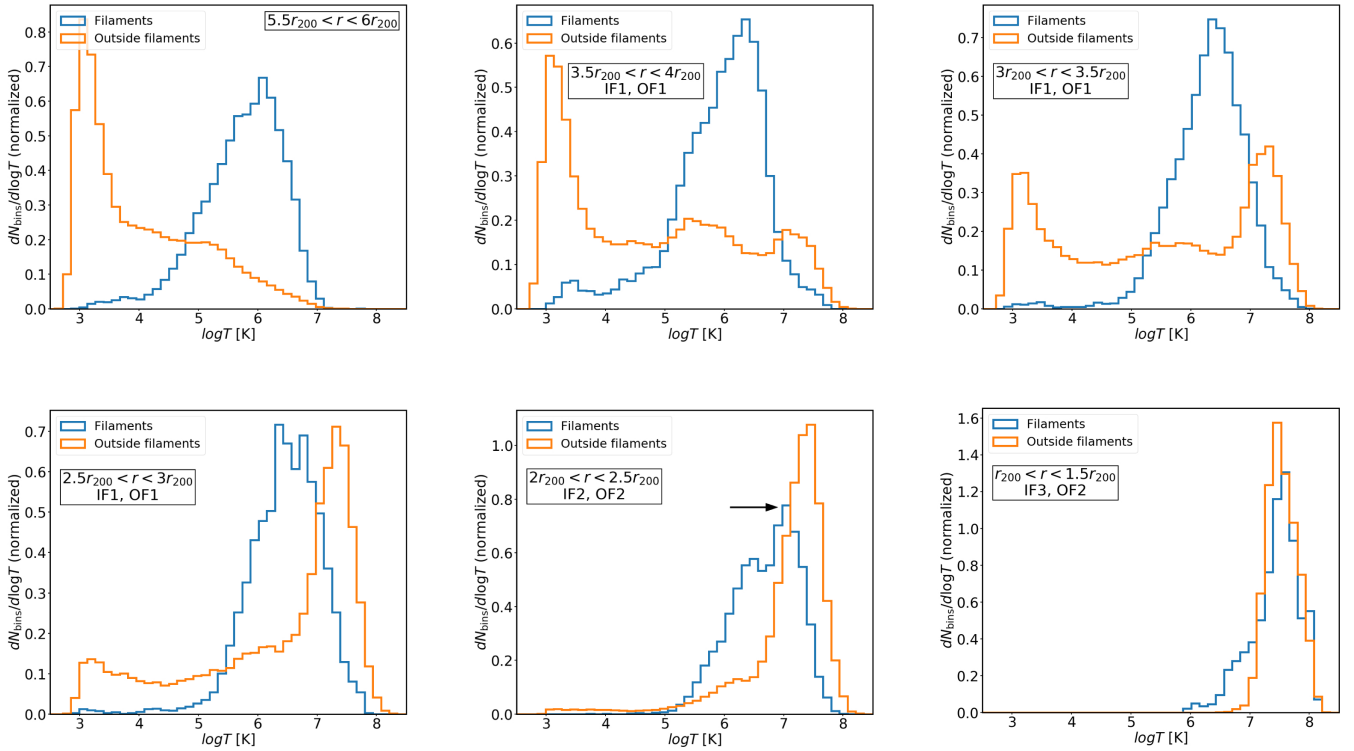 Filaments
Outside filaments
5.5r₂₀₀ < r < 6r₂₀₀
dN_bins/dlogT (normalized)
0.8
0.7
0.6
0.5
0.4
0.3
0.2
0.1
0.0
3 4 5 6 7 8
logT [K]
Filaments
Outside filaments
3.5r₂₀₀ < r < 4r₂₀₀
IF1, OF1
dN_bins/dlogT (normalized)
0.6
0.5
0.4
0.3
0.2
0.1
0.0
3 4 5 6 7 8
logT [K]
Filaments
Outside filaments
3r₂₀₀ < r < 3.5r₂₀₀
IF1, OF1
dN_bins/dlogT (normalized)
0.7
0.6
0.5
0.4
0.3
0.2
0.1
0.0
3 4 5 6 7 8
logT [K]
Filaments
Outside filaments
2.5r₂₀₀ < r < 3r₂₀₀
IF1, OF1
dN_bins/dlogT (normalized)
0.7
0.6
0.5
0.4
0.3
0.2
0.1
0.0
3 4 5 6 7 8
logT [K]
Filaments
Outside filaments
2r₂₀₀ < r < 2.5r₂₀₀
IF2, OF2
dN_bins/dlogT (normalized)
1.0
0.8
0.6
0.4
0.2
0.0
3 4 5 6 7 8
logT [K]
Filaments
Outside filaments
r₂₀₀ < r < 1.5r₂₀₀
IF3, OF2
dN_bins/dlogT (normalized)
1.6
1.4
1.2
1.0
0.8
0.6
0.4
0.2
0.0
3 4 5 6 7 8
logT [K]